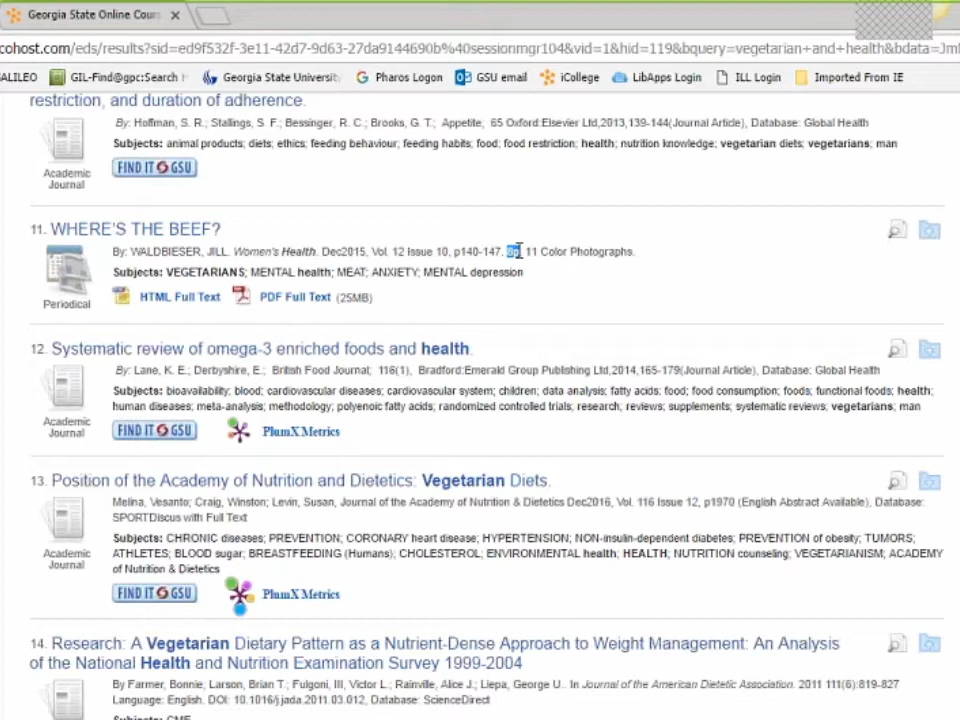 Georgia State Online Cours
cohost.com/eds/results?sid=ed9f532f-3e11-42d7-9d63-27da9144690b%40sessionmgr104&vid=1&hid=119&bquery=vegetarian+and+health&bdata=Jm
ALILEO GIL-Find@gpc:Search Georgia State Universit Pharos Logon GSU email iCollege LibApps Login ILL Login Imported From IE
restriction, and duration of adherence.
By: Hoffman, S. R.; Stallings, S. F.; Bessinger, R. C.; Brooks, G. T.; Appetite; 65 Oxford:Elsevier Ltd,2013,139-144(Journal Article), Database: Global Health
Subjects: animal products; diets; ethics; feeding behaviour; feeding habits; food; food restriction; health; nutrition knowledge; vegetarian diets; vegetarians; man
Academic
Journal
FIND IT @ GSU
11. WHERE'S THE BEEF?
By: WALDBIESER, JILL. Women's Health. Dec2015, Vol. 12 Issue 10, p140-147. 11 Color Photographs.
Subjects: VEGETARIANS; MENTAL health; MEAT; ANXIETY; MENTAL depression
Periodical
HTML Full Text PDF Full Text (25MB)
12. Systematic review of omega-3 enriched foods and health.
By: Lane, K. E.; Derbyshire, E.; British Food Journal; 116(1), Bradford:Emerald Group Publishing Ltd,2014,165-179(Journal Article), Database: Global Health
Subjects: bioavailability; blood; cardiovascular diseases; cardiovascular system; children; data analysis; fatty acids; food; food consumption; foods; functional foods; health;
human diseases; meta-analysis; methodology; polyenoic fatty acids; randomized controlled trials; research; reviews; supplements; systematic reviews; vegetarians; man
Academic
Journal
FIND IT @ GSU PlumX Metrics
13. Position of the Academy of Nutrition and Dietetics: Vegetarian Diets.
Melina, Vesanto; Craig, Winston; Levin, Susan, Journal of the Academy of Nutrition & Dietetics Dec2016, Vol. 116 Issue 12, p1970 (English Abstract Available), Database:
SPORTDiscus with Full Text
Subjects: CHRONIC diseases; PREVENTION; CORONARY heart disease; HYPERTENSION; NON-insulin-dependent diabetes; PREVENTION of obesity; TUMORS;
ATHLETES; BLOOD sugar; BREASTFEEDING (Humans); CHOLESTEROL; ENVIRONMENTAL health; HEALTH; NUTRITION counseling; VEGETARIANISM; ACADEMY
of Nutrition & Dietetics
Academic
Journal
FIND IT @ GSU PlumX Metrics
14. Research: A Vegetarian Dietary Pattern as a Nutrient-Dense Approach to Weight Management: An Analysis
of the National Health and Nutrition Examination Survey 1999-2004
By Farmer, Bonnie; Larson, Brian T.; Fulgoni, III, Victor L.; Rainville, Alice J.; Liepa, George U.. In Journal of the American Dietetic Association. 2011 111(6):819-827
Language: English. DOI: 10.1016/j.jada.2011.03.012, Database: ScienceDirect
Subjects: CME